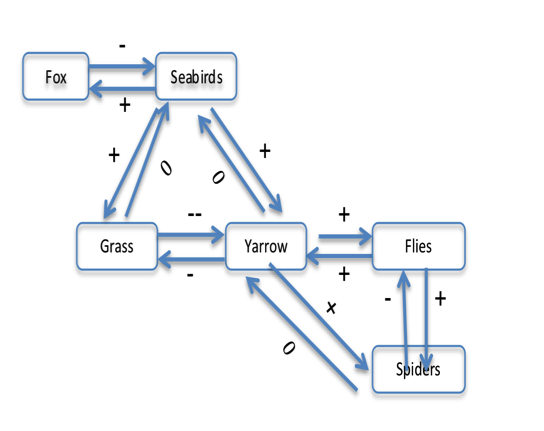 -
Fox
Seabirds
+
+
0
0
+
--
+
Grass
Yarrow
Flies
-
+
-
+
+
0
Spiders